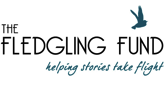 THE
FLEDGLING FUND
helping stories take flight